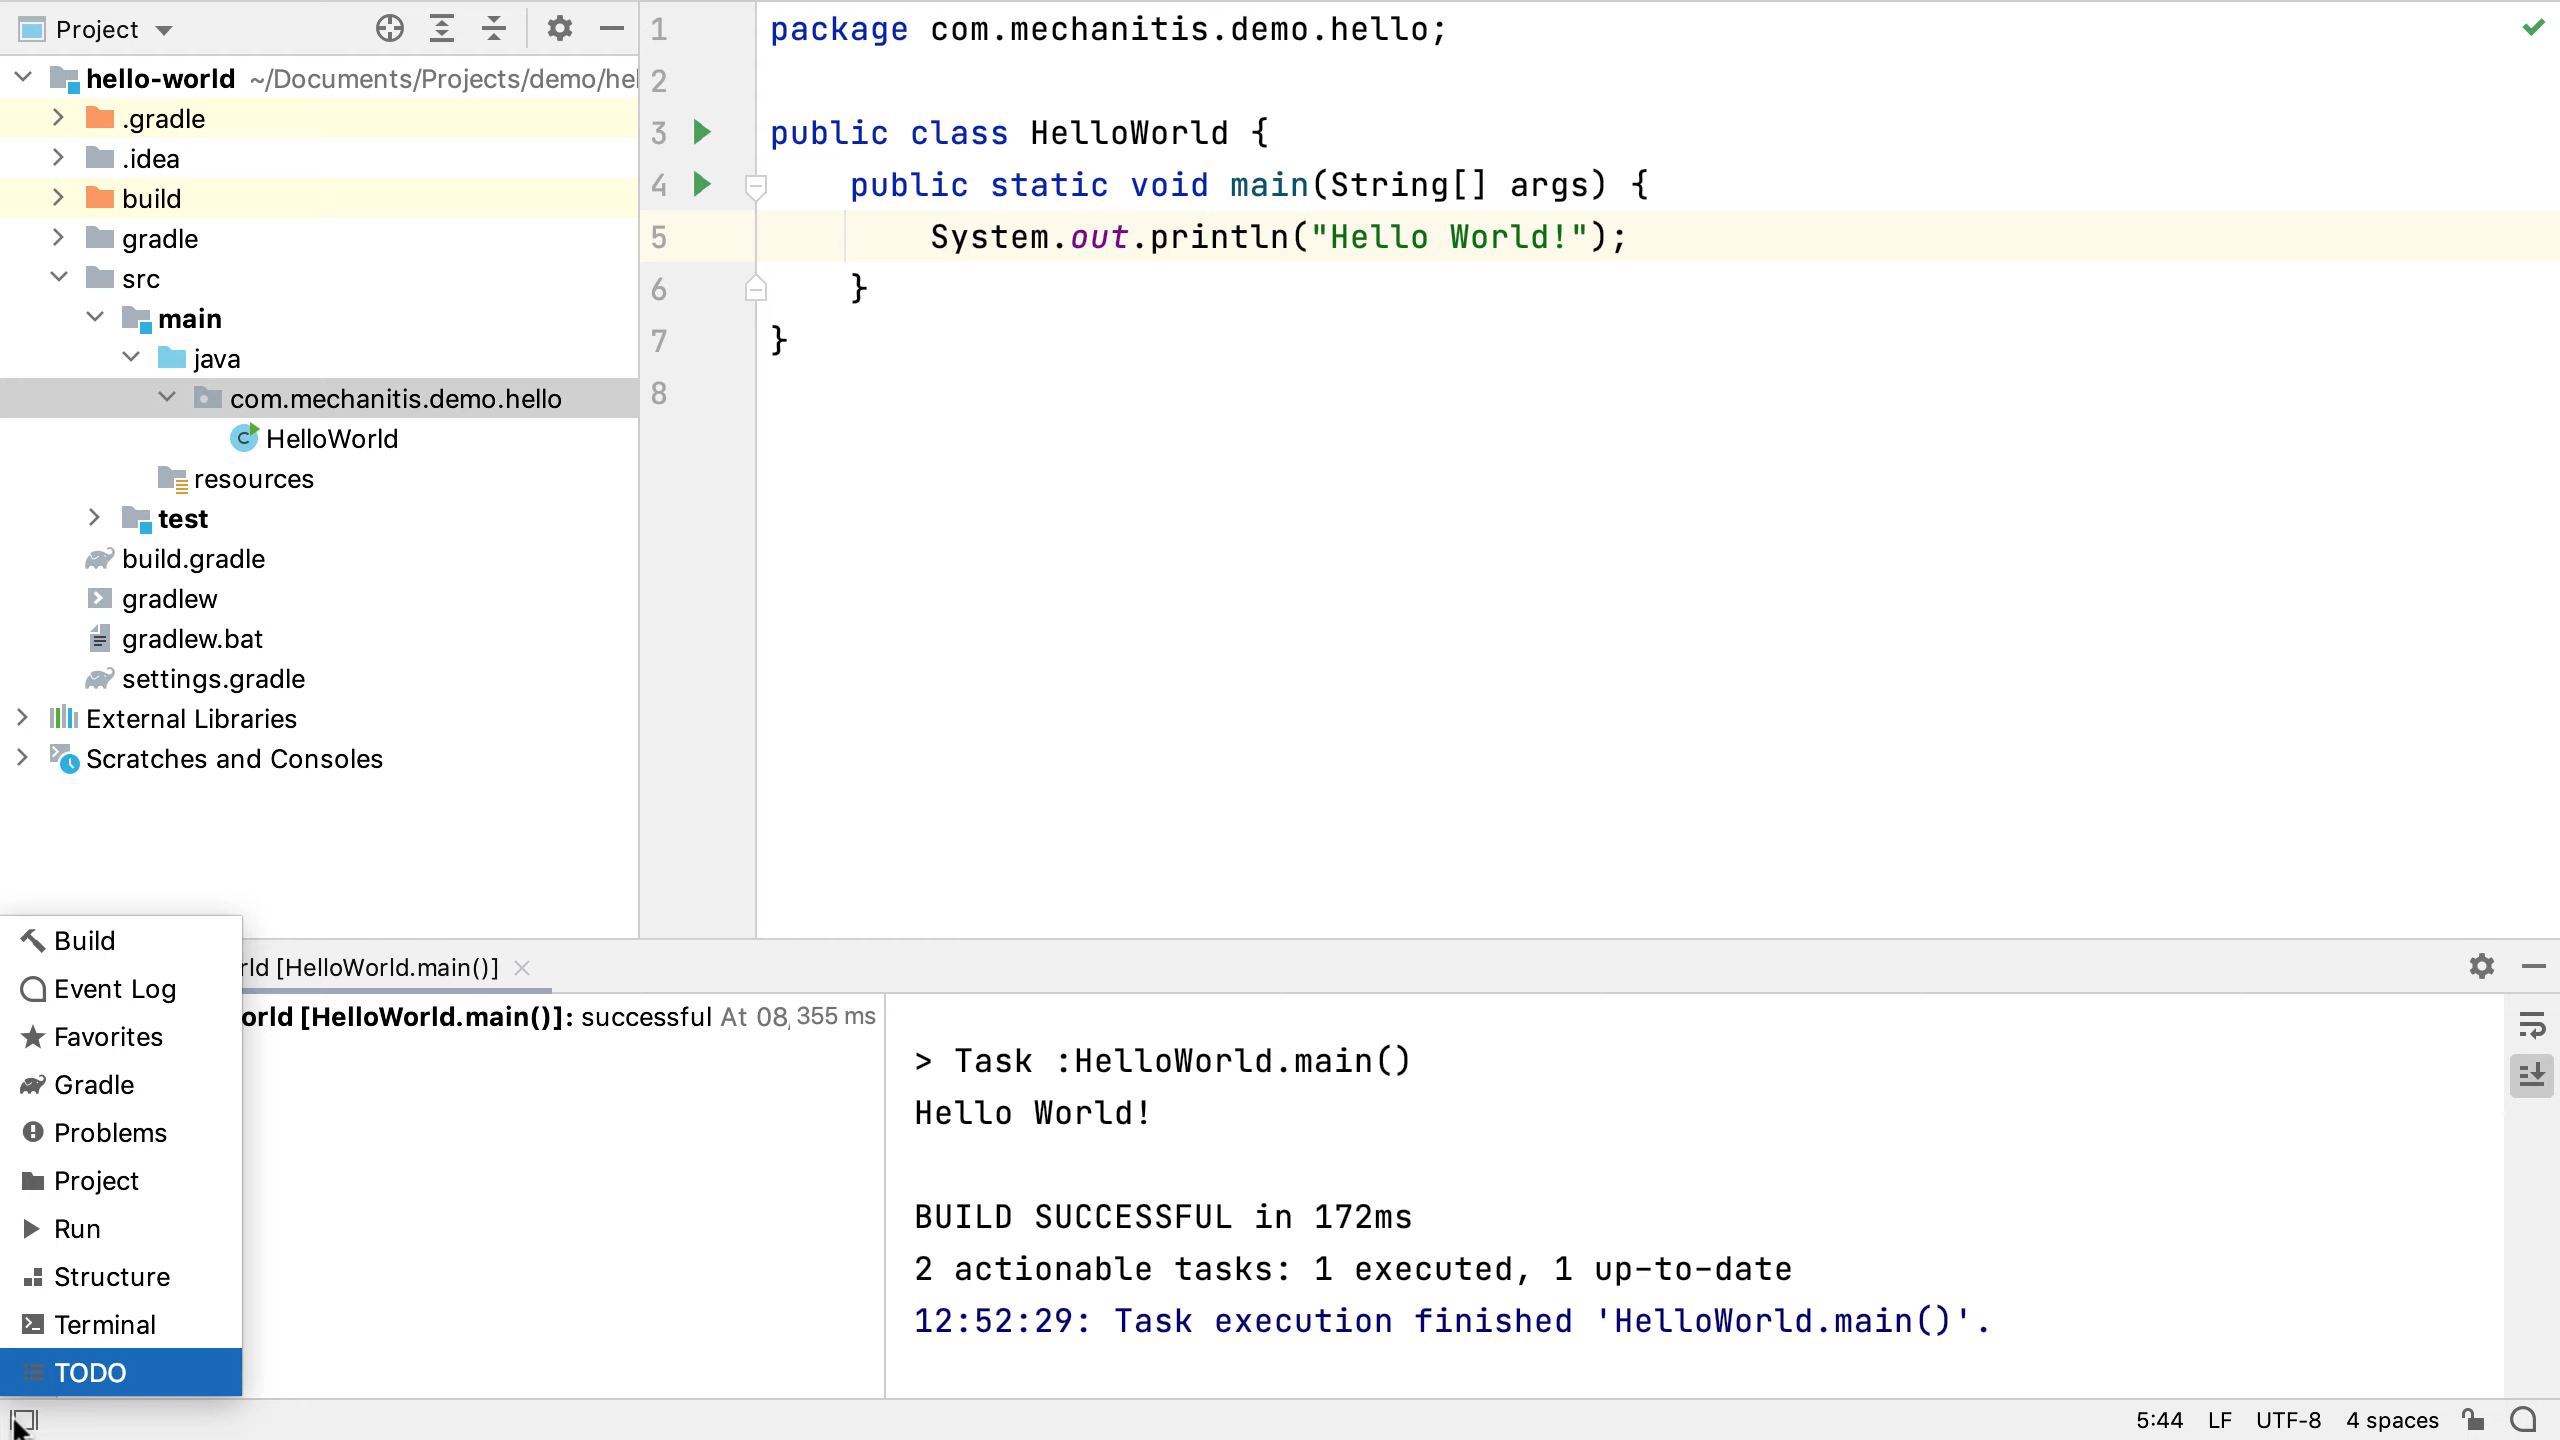 Project
hello-world ~/Documents/Projects/demo/hel
.gradle
.idea
build
gradle
src
main
java
com.mechanitis.demo.hello
HelloWorld
resources
test
build.gradle
gradlew
gradlew.bat
settings.gradle
External Libraries
Scratches and Consoles
1 package com.mechanitis.demo.hello;
2
3 public class HelloWorld {
4 public static void main(String[] args) {
5 System.out.println("Hello World!");
6 }
7 }
8
Build
Event Log
Favorites
Gradle
Problems
Project
Run
Structure
Terminal
TODO
rld [HelloWorld.main()]
orld [HelloWorld.main()]: successful At 08, 355 ms
> Task :HelloWorld.main()
Hello World!
BUILD SUCCESSFUL in 172ms
2 actionable tasks: 1 executed, 1 up-to-date
12:52:29: Task execution finished 'HelloWorld.main()'.
5:44 LF UTF-8 4 spaces